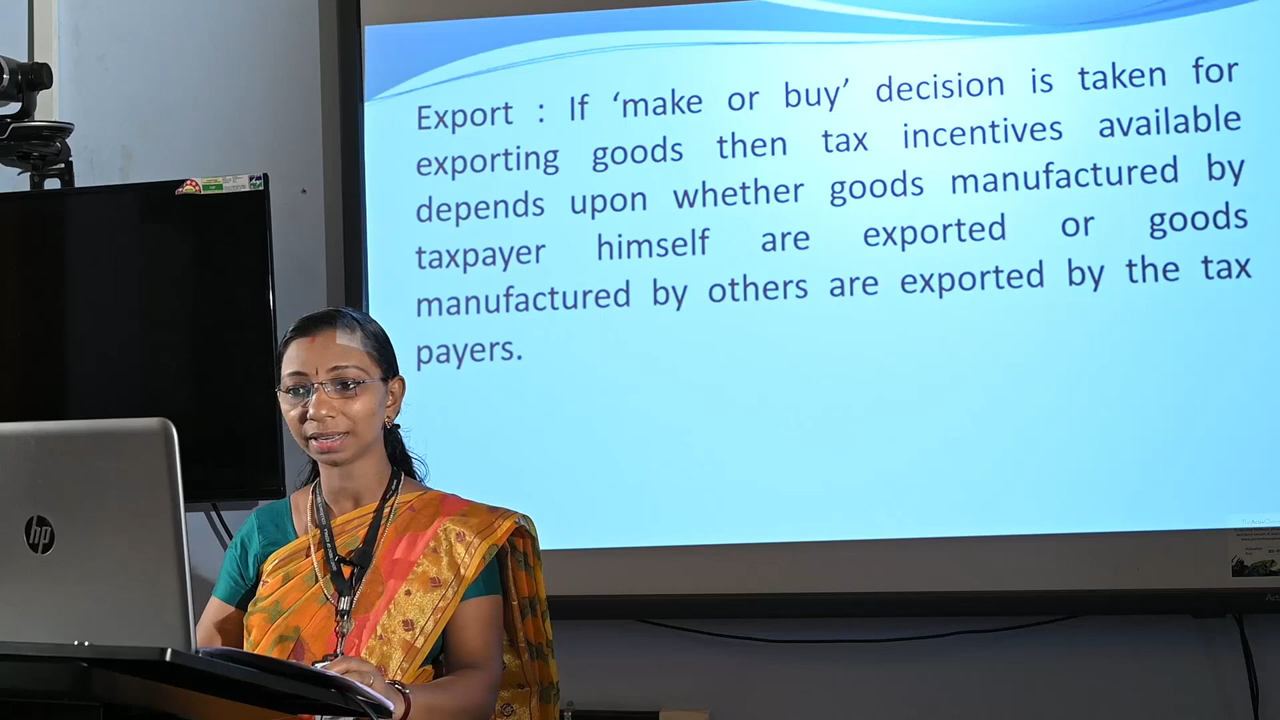 Export : If ‘make or buy’ decision is taken for
exporting goods then tax incentives available
depends upon whether goods manufactured by
taxpayer himself are exported or goods
manufactured by others are exported by the tax
payers.
hp